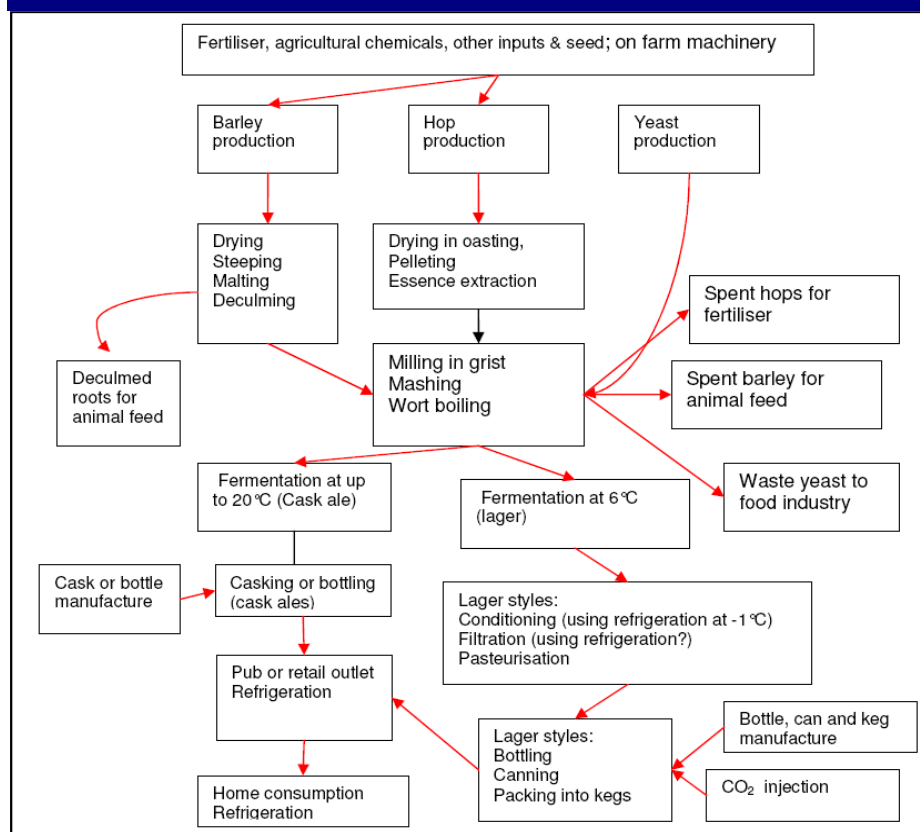 Fertiliser, agricultural chemicals, other inputs & seed; on farm machinery
Barley
production
Hop
production
Yeast
production
Drying
Steeping
Malting
Deculming
Drying in oasting,
Pelleting
Essence extraction
Spent hops for
fertiliser
Deculmed
roots for
animal feed
Milling in grist
Mashing
Wort boiling
Spent barley for
animal feed
Fermentation at up
to 20°C (Cask ale)
Fermentation at 6°C
(lager)
Waste yeast to
food industry
Cask or bottle
manufacture
Casking or bottling
(cask ales)
Lager styles:
Conditioning (using refrigeration at -1°C)
Filtration (using refrigeration?)
Pasteurisation
Pub or retail outlet
Refrigeration
Lager styles:
Bottling
Canning
Packing into kegs
Bottle, can and keg
manufacture
CO₂ injection
Home consumption
Refrigeration